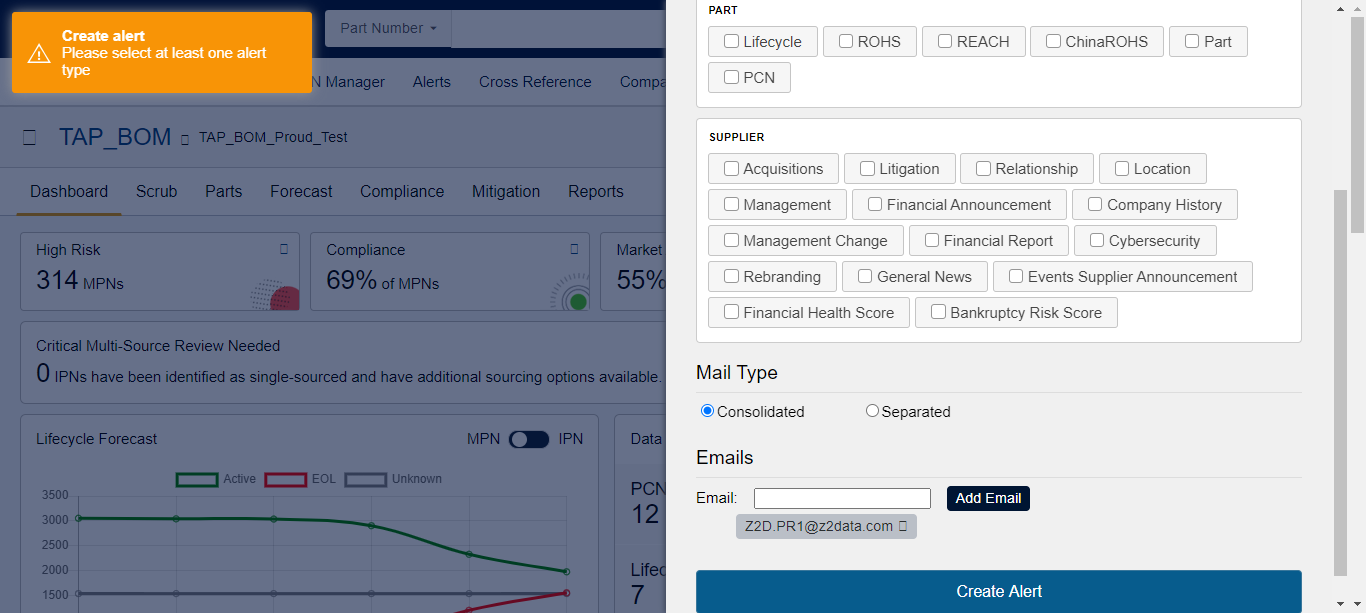 Create alert
Please select at least one alert
type
Part Number
Manager
Alerts
Cross Reference
TAP_BOM
TAP_BOM_Proud_Test
Dashboard
Scrub
Parts
Forecast
Compliance
Mitigation
Reports
High Risk
314 MPNs
Compliance
69% of MPNs
Market
55%
Critical Multi-Source Review Needed
0 IPNs have been identified as single-sourced and have additional sourcing options available.
Lifecycle Forecast
MPN
IPN
Active
EOL
Unknown
3500
3000
2500
2000
1500
Data
PCN
12
7
PART
Lifecycle
ROHS
REACH
ChinaROHS
Part
PCN
SUPPLIER
Acquisitions
Litigation
Relationship
Location
Management
Financial Announcement
Company History
Management Change
Financial Report
Cybersecurity
Rebranding
General News
Events Supplier Announcement
Financial Health Score
Bankruptcy Risk Score
Mail Type
Consolidated
Separated
Emails
Email:
Add Email
Z2D.PR1@z2data.com
Create Alert